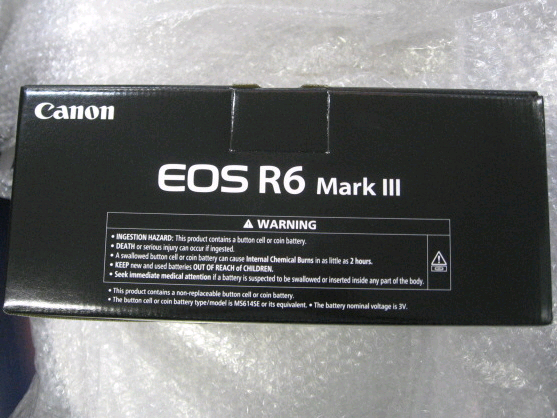 Canon
EOS R6 Mark III
⚠ WARNING
• INGESTION HAZARD: This product contains a button cell or coin battery.
• DEATH or serious injury can occur if ingested.
• A swallowed button cell or coin battery can cause Internal Chemical Burns in as little as 2 hours.
• KEEP new and used batteries OUT OF REACH of CHILDREN.
• Seek immediate medical attention if a battery is suspected to be swallowed or inserted inside any part of the body.
• This product contains a non-replaceable button cell or coin battery.
• The button cell or coin battery type/model is MS614SE or its equivalent. • The battery nominal voltage is 3V.